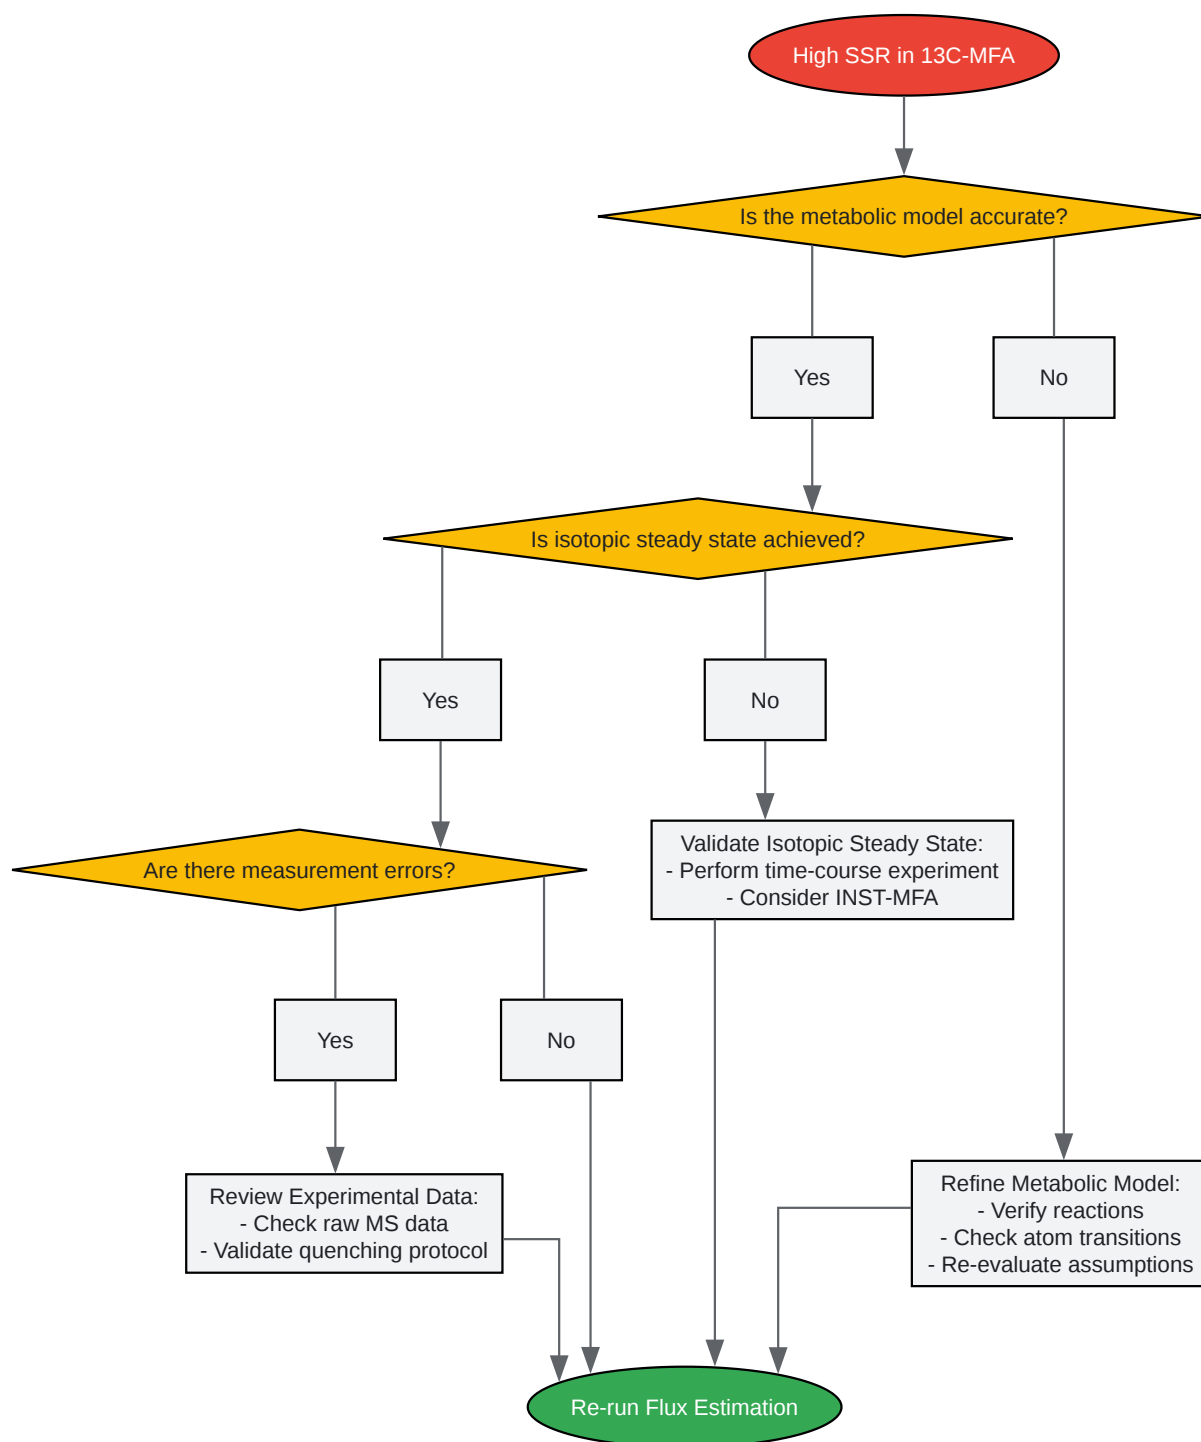 High SSR in 13C-MFA
Is the metabolic model accurate?
Yes
No
Is isotopic steady state achieved?
Yes
No
Are there measurement errors?
Validate Isotopic Steady State:
- Perform time-course experiment
- Consider INST-MFA
Yes
No
Review Experimental Data:
- Check raw MS data
- Validate quenching protocol
Refine Metabolic Model:
- Verify reactions
- Check atom transitions
- Re-evaluate assumptions
Re-run Flux Estimation